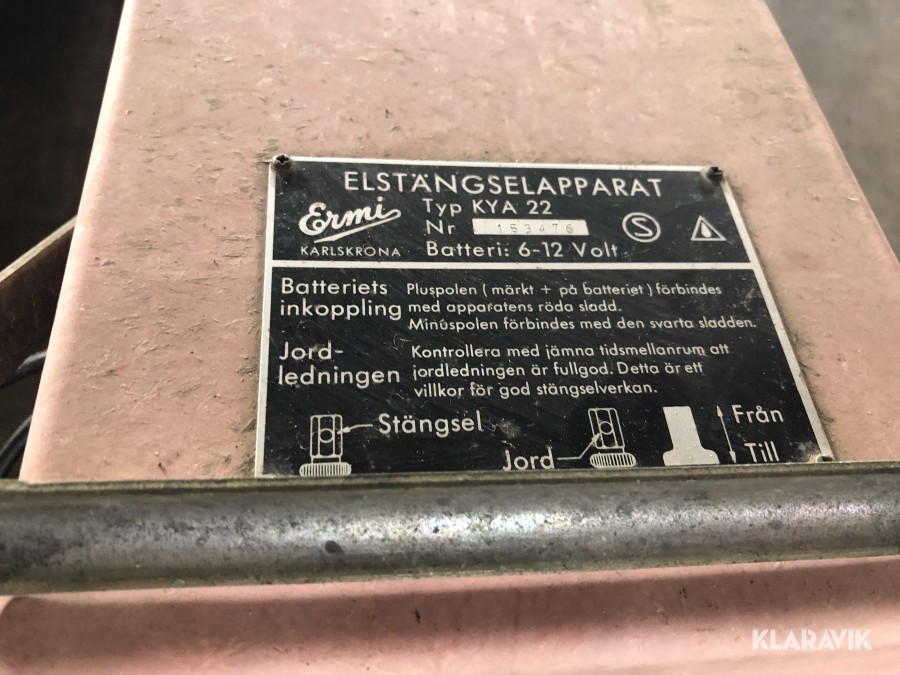 ELSTÄNGSELAPPARAT
Ermi
KARLSKRONA
Typ KYA 22
Nr 153476
Batteri: 6-12 Volt
S
Batteriets inkoppling
Pluspolen ( märkt + på batteriet ) förbindes
med apparatens röda sladd.
Minuspolen förbindes med den svarta sladden.
Jord-
ledningen
Kontrollera med jämna tidsmellanrum att
jordledningen är fullgod. Detta är ett
villkor för god stängselverkan.
Stängsel
Jord
Från
Till
KLARAVIK